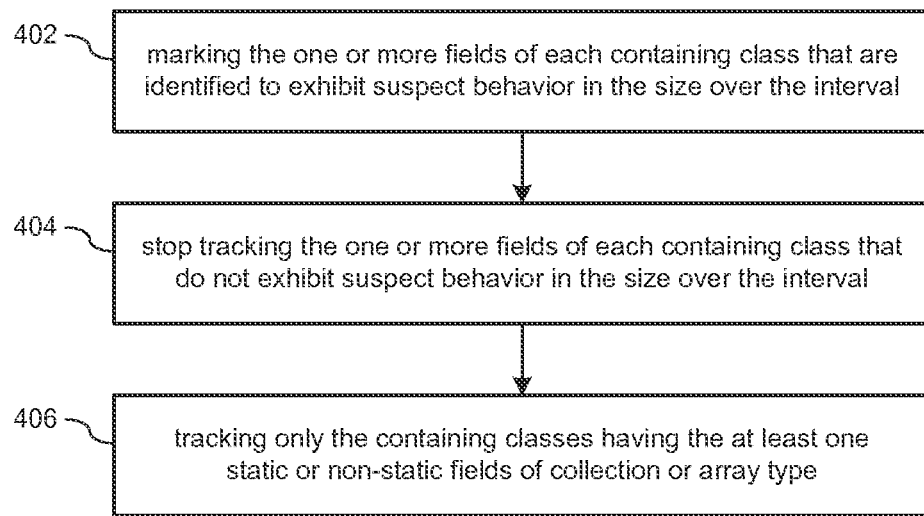 402
marking the one or more fields of each containing class that are
identified to exhibit suspect behavior in the size over the interval
404
stop tracking the one or more fields of each containing class that
do not exhibit suspect behavior in the size over the interval
406
tracking only the containing classes having the at least one
static or non-static fields of collection or array type